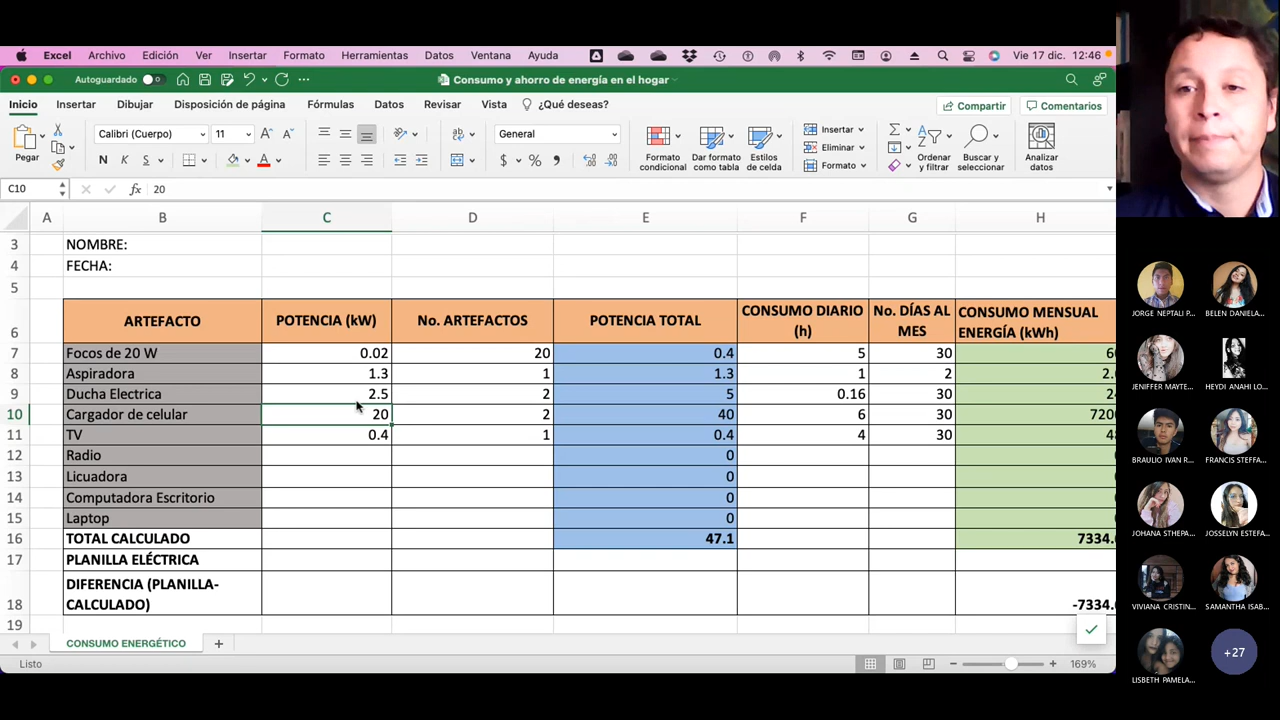 Excel Archivo Edición Ver Insertar Formato Herramientas Datos Ventana Ayuda Vie 17 dic. 12:46
Autoguardado Consumo y ahorro de energía en el hogar
Inicio Insertar Dibujar Disposición de página Fórmulas Datos Revisar Vista ¿Qué deseas? Compartir Comentarios
Pegar Calibri (Cuerpo) 11 General Formato condicional Dar formato como tabla Estilos de celda Insertar Eliminar Formato Ordenar y filtrar Buscar y seleccionar Analizar datos
N K S $ % A
C10 fx 20
A B C D E F G H
3 NOMBRE:
4 FECHA:
5
6 ARTEFACTO POTENCIA (kW) No. ARTEFACTOS POTENCIA TOTAL CONSUMO DIARIO (h) No. DÍAS AL MES CONSUMO MENSUAL ENERGÍA (kWh)
7 Focos de 20 W 0.02 20 0.4 5 30
8 Aspiradora 1.3 1 1.3 1 2
9 Ducha Electrica 2.5 2 5 0.16 30
10 Cargador de celular 20 2 40 6 30 7200
11 TV 0.4 1 0.4 4 30
12 Radio 0
13 Licuadora 0
14 Computadora Escritorio 0
15 Laptop 0
16 TOTAL CALCULADO 47.1 7334.
17 PLANILLA ELÉCTRICA
18 DIFERENCIA (PLANILLA-CALCULADO) -7334.
19
CONSUMO ENERGÉTICO +
Listo 169%
JORGE NEPTALI P... BELEN DANIELA...
JENIFFER MAYTE... HEYDI ANAHI LO...
BRAULIO IVAN R... FRANCIS STEFFA...
JOHANA STHEPA... JOSSELYN ESTEFA...
VIVIANA CRISTIN... SAMANTHA ISAB...
LISBETH PAMELA... +27